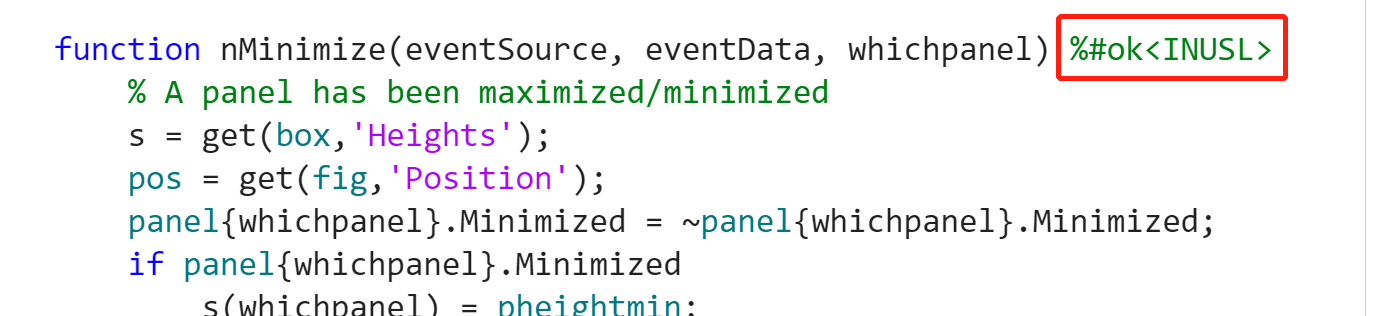 function nMinimize(eventSource, eventData, whichpanel) %#ok<INUSL>
% A panel has been maximized/minimized
s = get(box,'Heights');
pos = get(fig,'Position');
panel{whichpanel}.Minimized = ~panel{whichpanel}.Minimized;
if panel{whichpanel}.Minimized
s(whichpanel) = pheightmin;